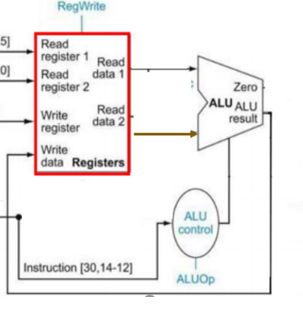 RegWrite
5]
Read
register 1
Read
data 1
0]
Read
register 2
Write
register
Read
data 2
Write
data Registers
Zero
ALU ALU
result
ALU
control
Instruction [30,14-12]
ALUOp